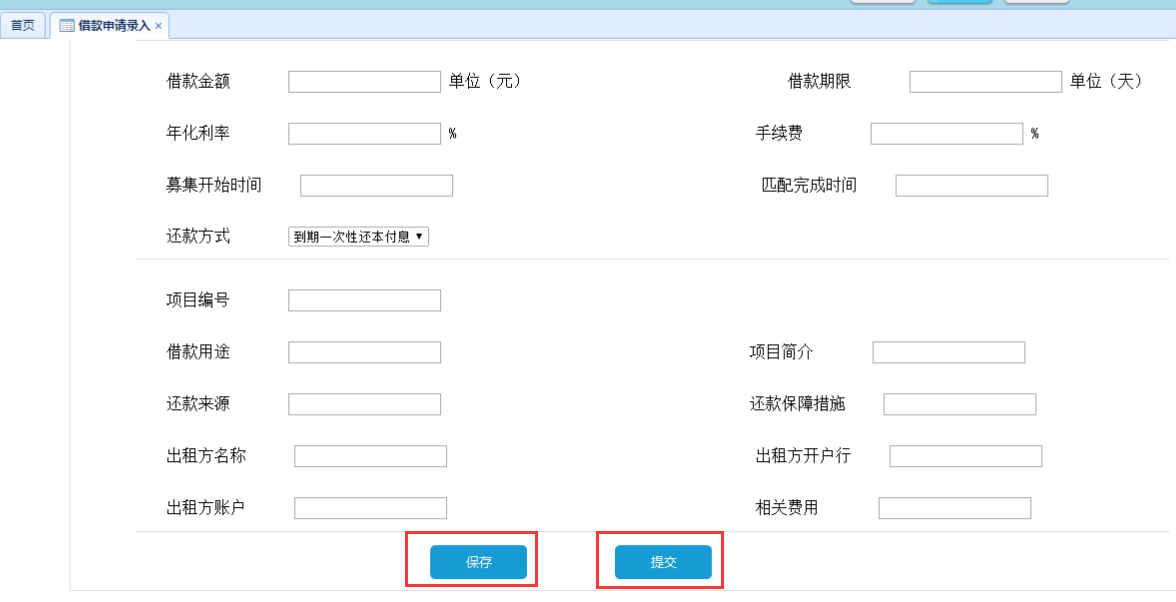 首页 借款申请录入 ×
借款金额 单位（元） 借款期限 单位（天）
年化利率 % 手续费 %
募集开始时间 匹配完成时间
还款方式 到期一次性还本付息 ▼
项目编号
借款用途 项目简介
还款来源 还款保障措施
出租方名称 出租方开户行
出租方账户 相关费用
保存 提交